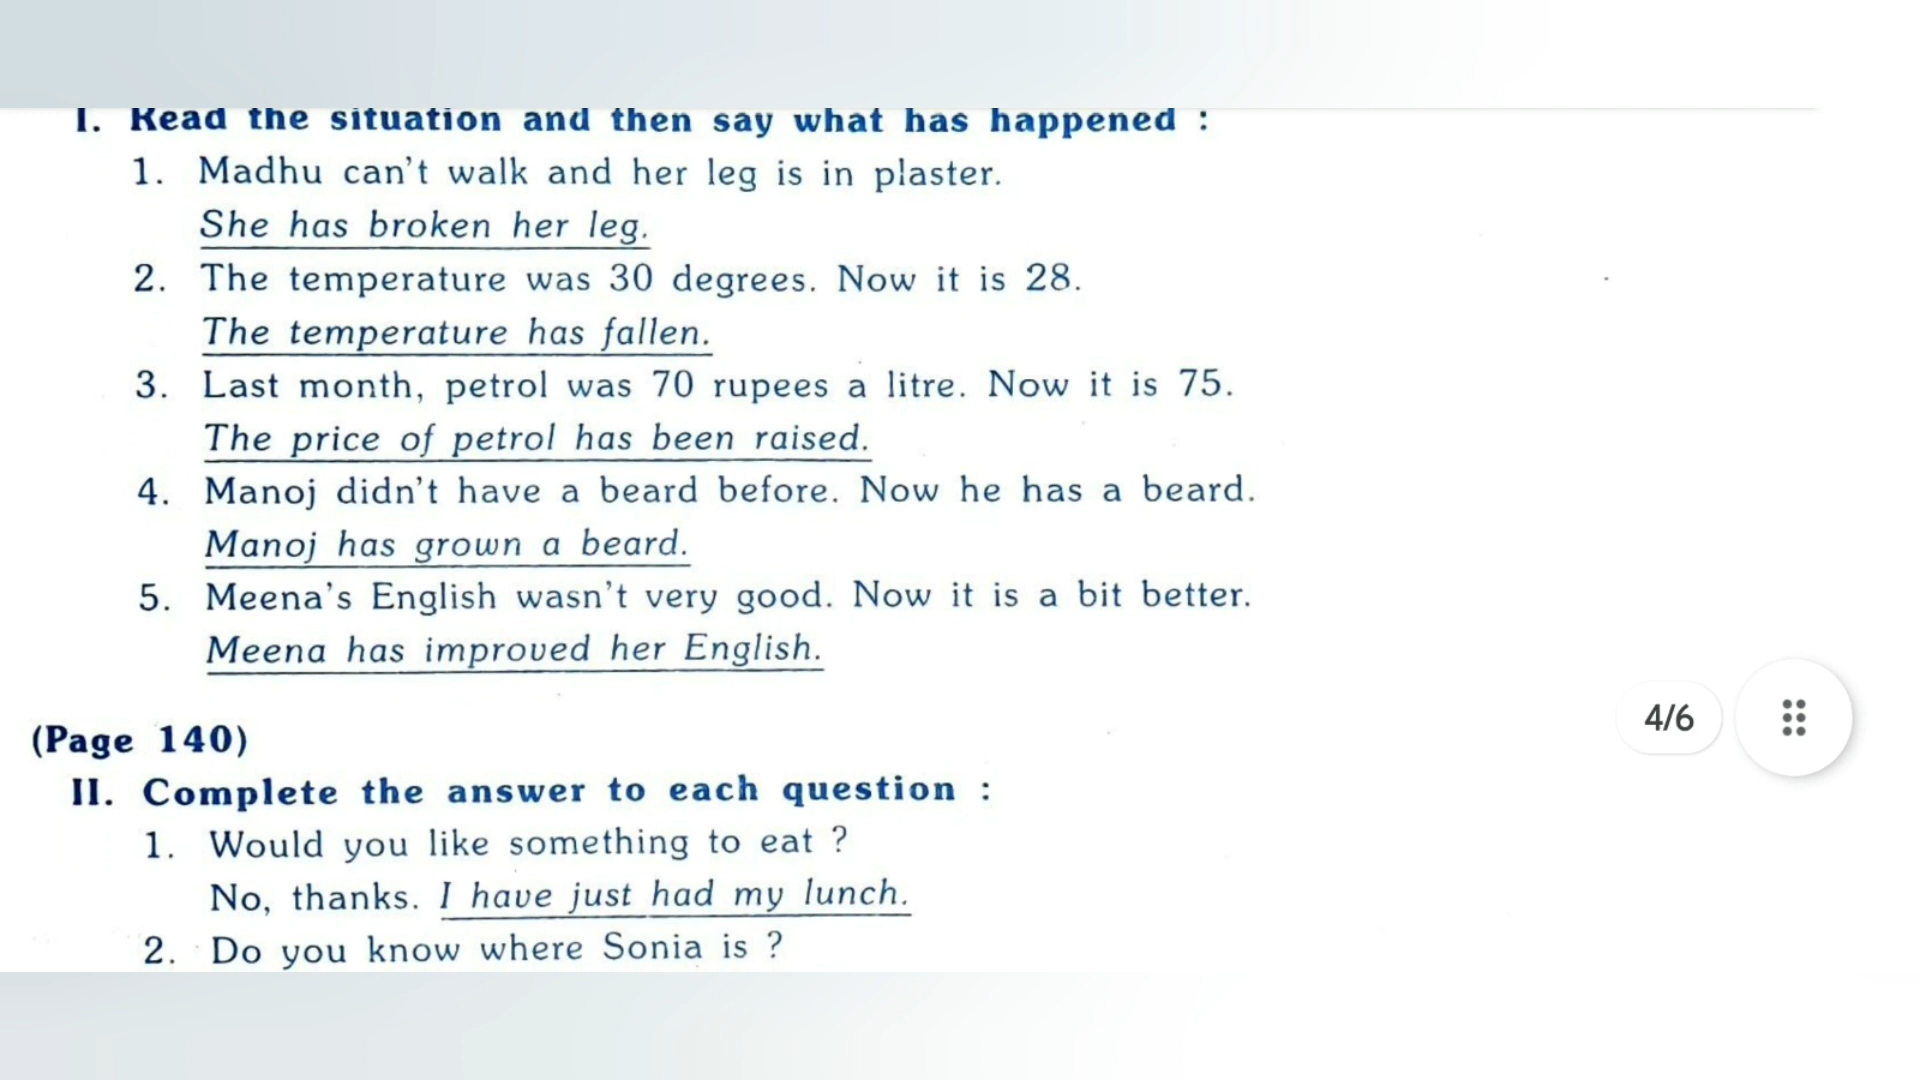 I. Read the situation and then say what has happened :
1. Madhu can't walk and her leg is in plaster.
She has broken her leg.
2. The temperature was 30 degrees. Now it is 28.
The temperature has fallen.
3. Last month, petrol was 70 rupees a litre. Now it is 75.
The price of petrol has been raised.
4. Manoj didn't have a beard before. Now he has a beard.
Manoj has grown a beard.
5. Meena's English wasn't very good. Now it is a bit better.
Meena has improved her English.
4/6
(Page 140)
II. Complete the answer to each question :
1. Would you like something to eat ?
No, thanks. I have just had my lunch.
2. Do you know where Sonia is ?